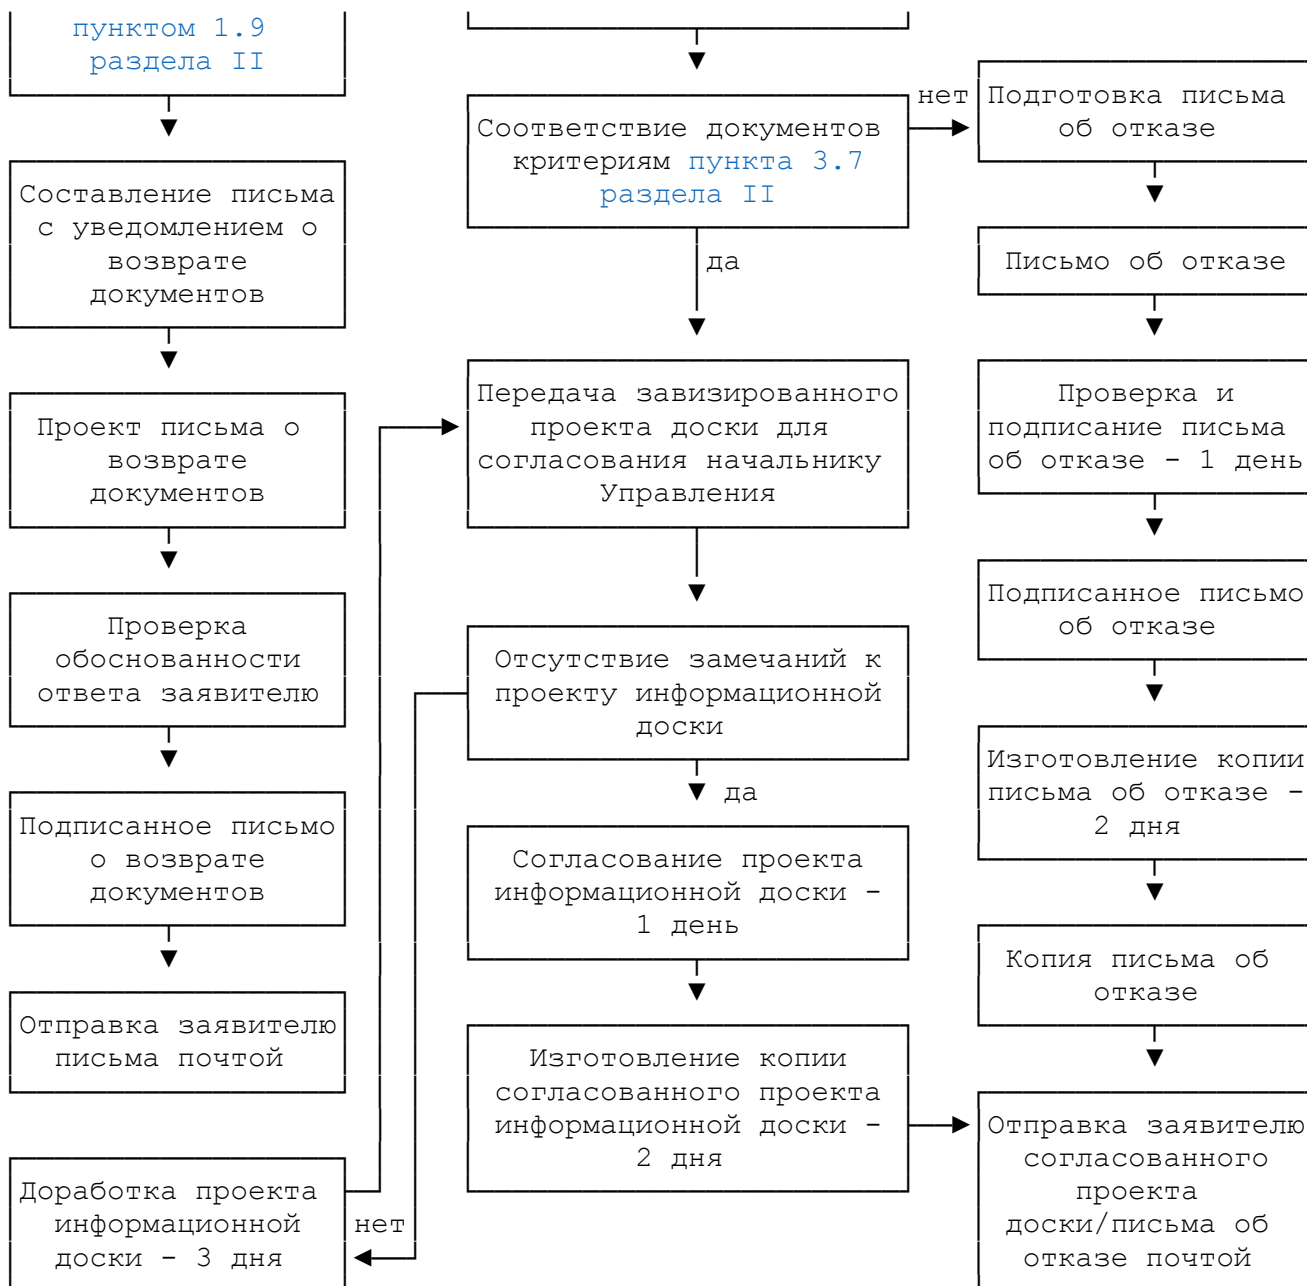 пунктом 1.9
раздела II
Составление письма
с уведомлением о
возврате
документов
Проект письма о
возврате
документов
Проверка
обоснованности
ответа заявителю
Подписанное письмо
о возврате
документов
Отправка заявителю
письма почтой
Доработка проекта
информационной
доски - 3 дня
нет
Соответствие документов
критериям пункта 3.7
раздела II
нет
да
Передача завизированного
проекта доски для
согласования начальнику
Управления
Отсутствие замечаний к
проекту информационной
доски
да
Согласование проекта
информационной доски -
1 день
Изготовление копии
согласованного проекта
информационной доски -
2 дня
Подготовка письма
об отказе
Письмо об отказе
Проверка и
подписание письма
об отказе - 1 день
Подписанное письмо
об отказе
Изготовление копии
письма об отказе -
2 дня
Копия письма об
отказе
Отправка заявителю
согласованного
проекта
доски/письма об
отказе почтой